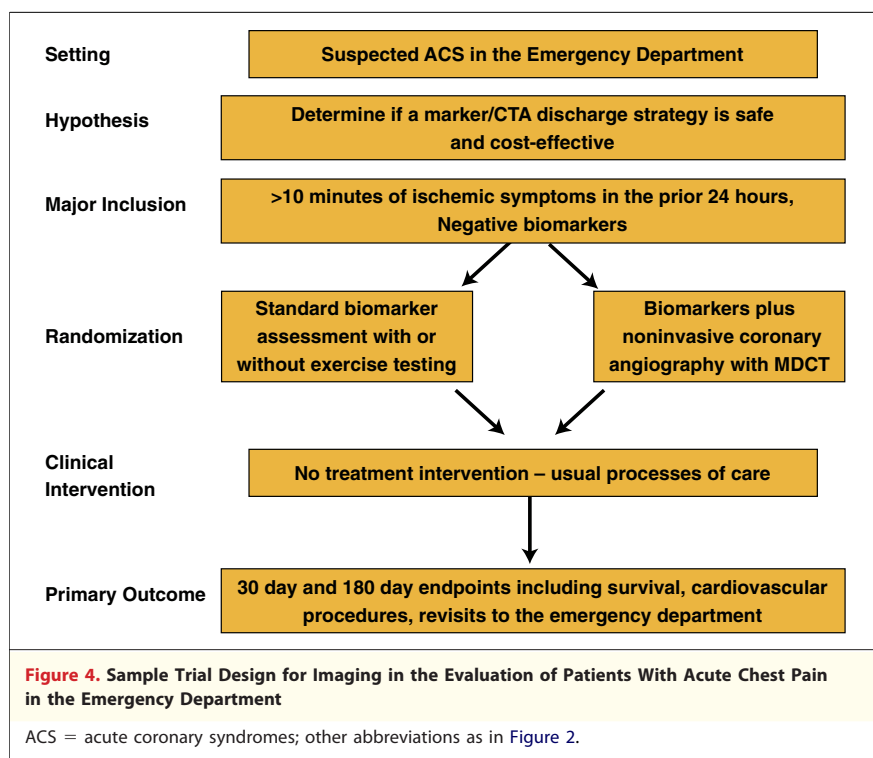 Setting
Suspected ACS in the Emergency Department
Hypothesis
Determine if a marker/CTA discharge strategy is safe
and cost-effective
Major Inclusion
>10 minutes of ischemic symptoms in the prior 24 hours,
Negative biomarkers
Randomization
Standard biomarker
assessment with or
without exercise testing
Biomarkers plus
noninvasive coronary
angiography with MDCT
Clinical
Intervention
No treatment intervention – usual processes of care
Primary Outcome
30 day and 180 day endpoints including survival, cardiovascular
procedures, revisits to the emergency department
Figure 4. Sample Trial Design for Imaging in the Evaluation of Patients With Acute Chest Pain
in the Emergency Department
ACS = acute coronary syndromes; other abbreviations as in Figure 2.